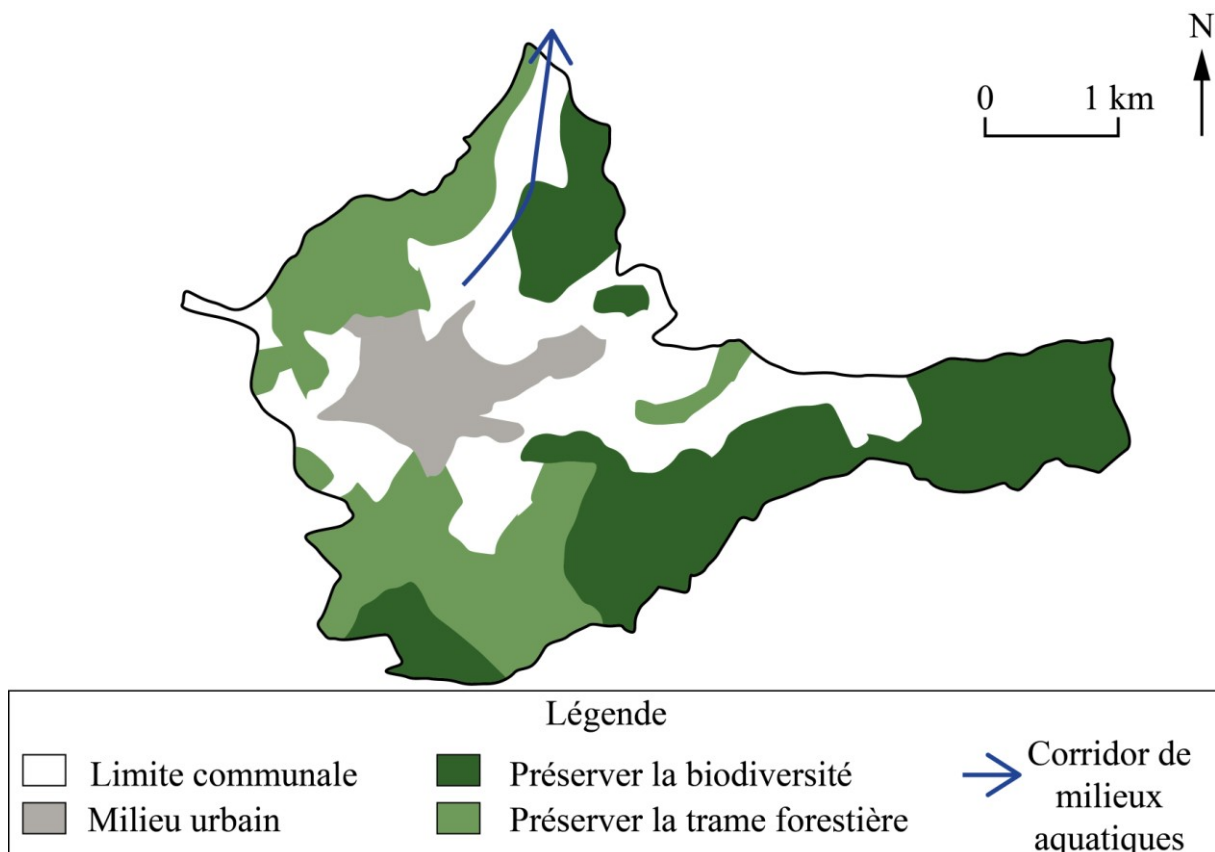 N
0 1 km
Légende
Limite communale
Milieu urbain
Préserver la biodiversité
Préserver la trame forestière
Corridor de
milieux
aquatiques